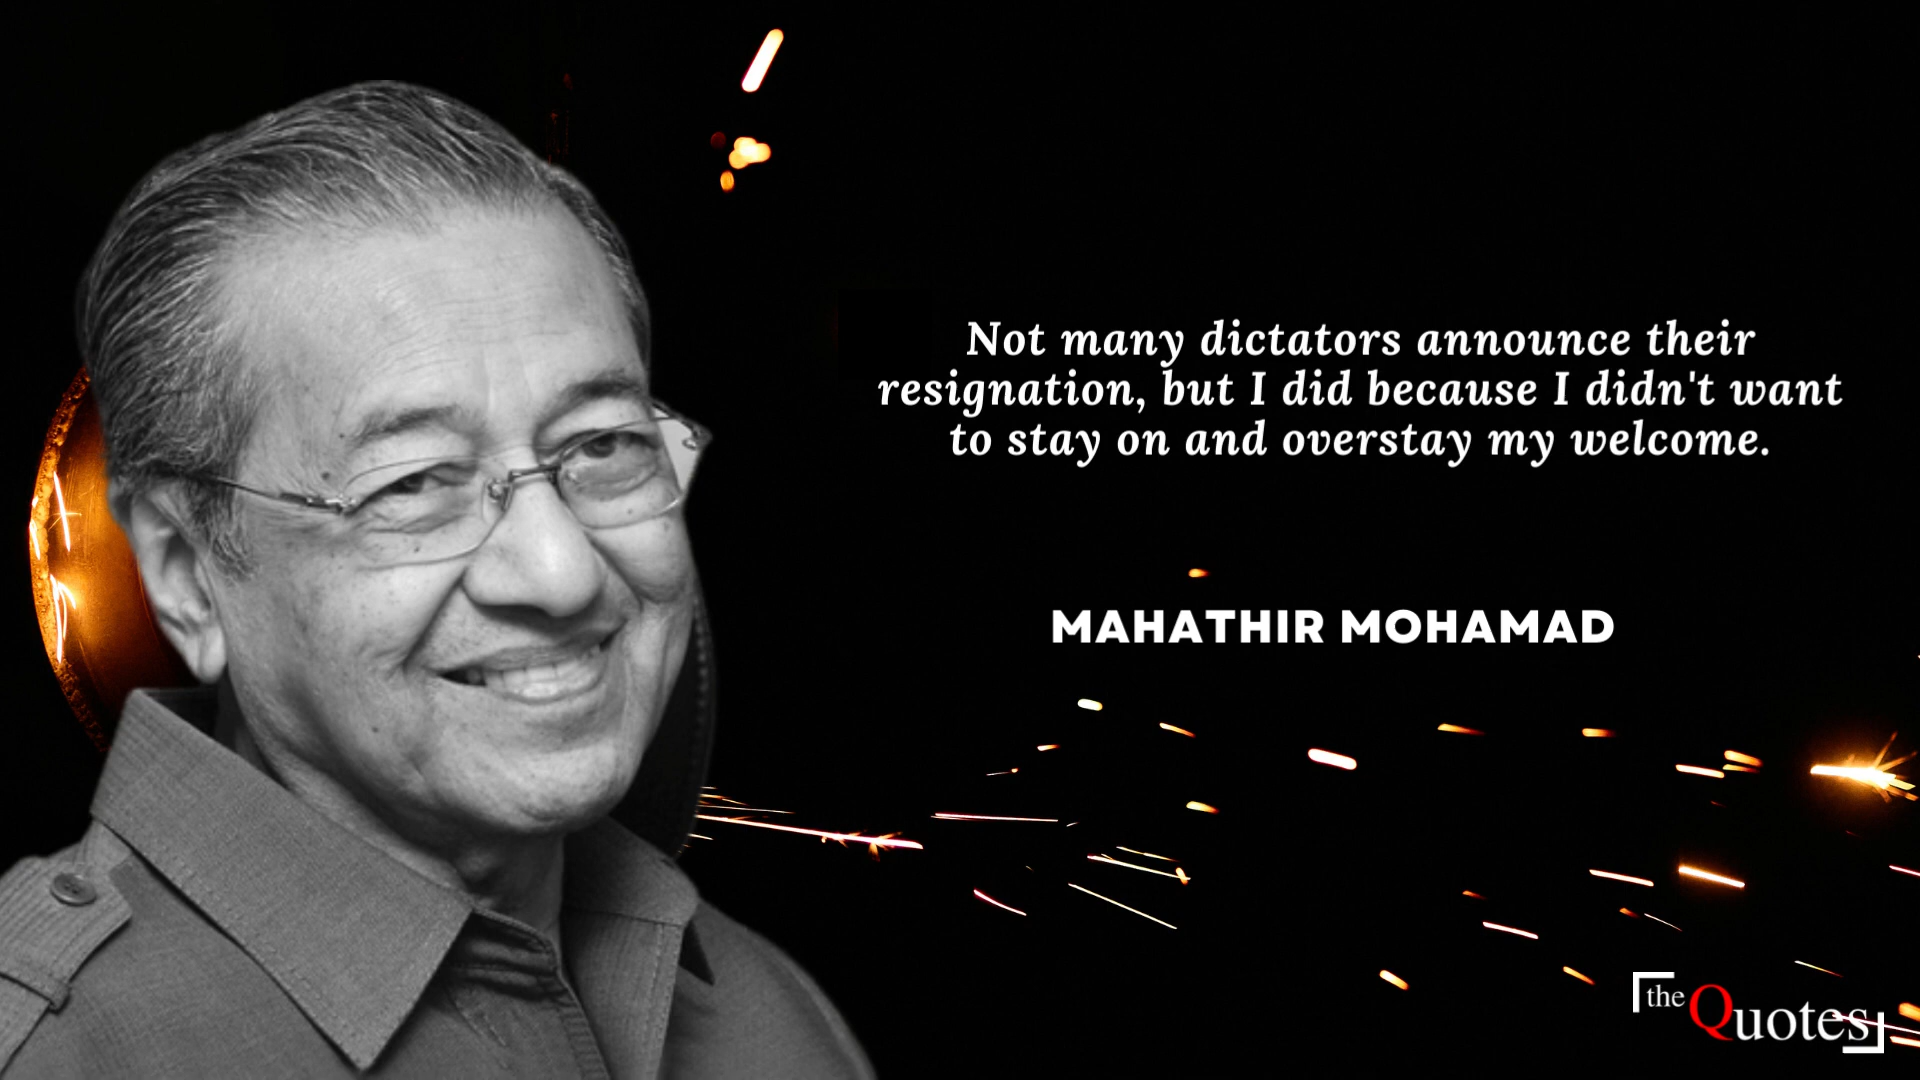 Not many dictators announce their
resignation, but I did because I didn't want
to stay on and overstay my welcome.
MAHATHIR MOHAMAD
the Quotes